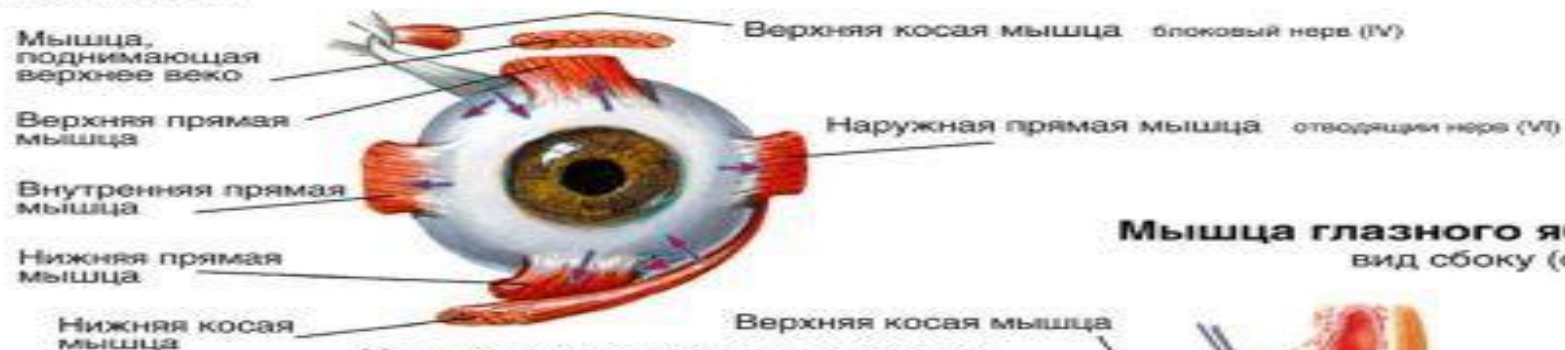 Мышца,
поднимающая
верхнее веко
Верхняя косая мышца блоковый нерв (IV)
Верхняя прямая
мышца
Наружная прямая мышца отводящий нерв (VI)
Внутренняя прямая
мышца
Нижняя прямая
мышца
Нижняя косая
мышца
Мышца глазного
вид сбоку
Верхняя косая мышца